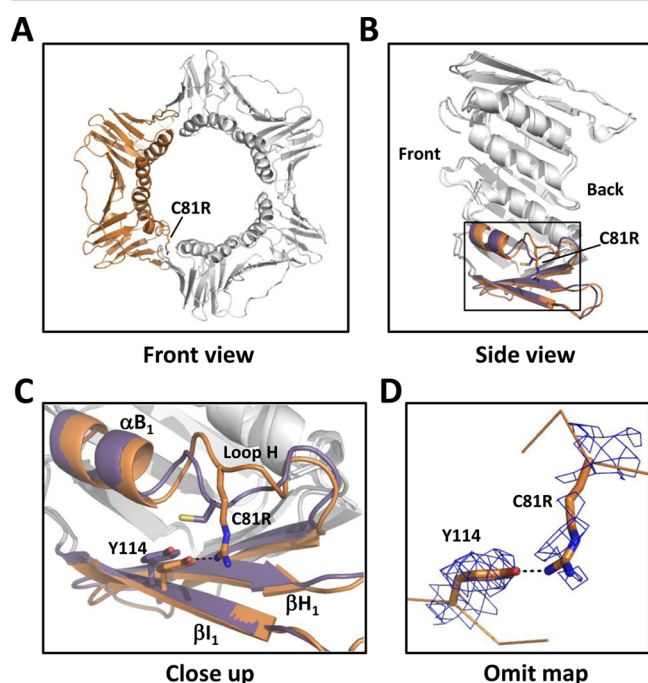 A
C81R
Front view
B
Front
Back
C81R
Side view
C
αB1
Loop H
C81R
Y114
βH1
βI1
Close up
D
C81R
Y114
Omit map